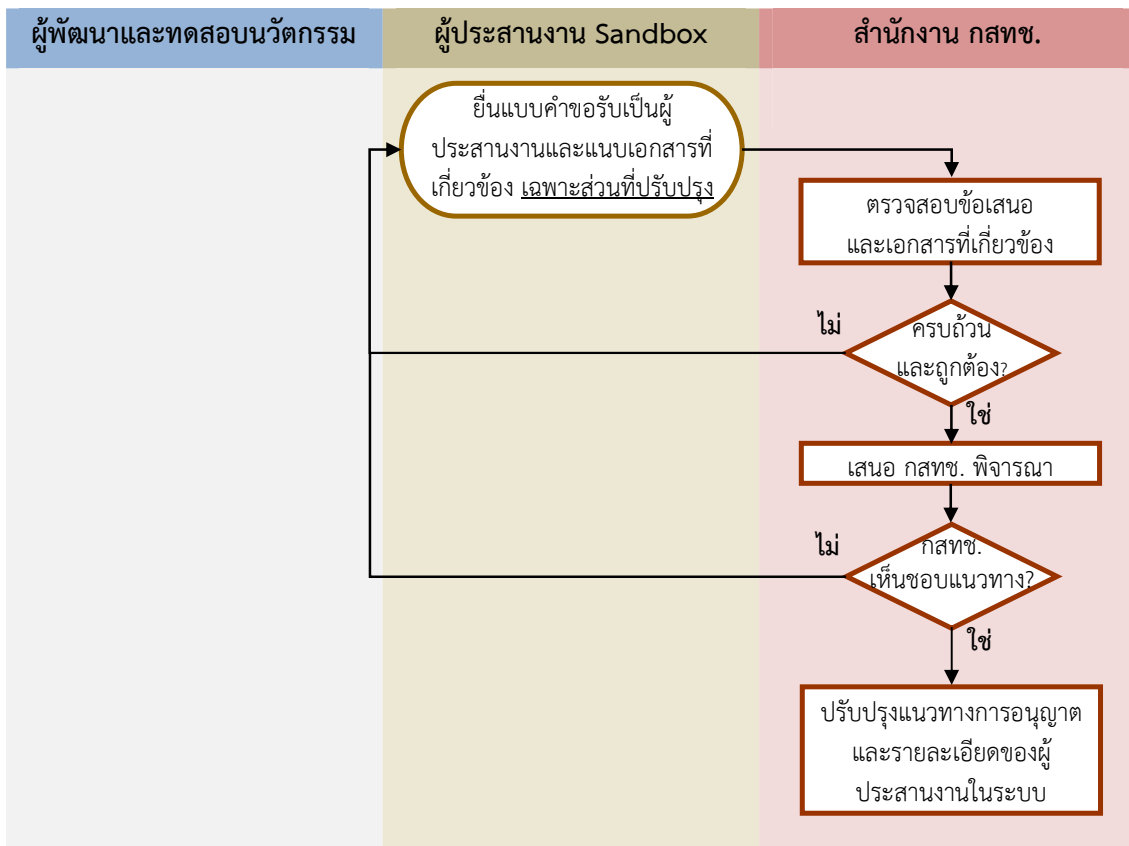 ผู้พัฒนาและทดสอบนวัตกรรม
ผู้ประสานงาน Sandbox
สำนักงาน กสทช.
ยื่นแบบคำขอรับเป็นผู้
ประสานงานและแนบเอกสารที่
เกี่ยวข้อง เฉพาะส่วนที่ปรับปรุง
ตรวจสอบข้อเสนอ
และเอกสารที่เกี่ยวข้อง
ไม่
ครบถ้วน
และถูกต้อง?
ใช่
เสนอ กสทช. พิจารณา
ไม่
กสทช.
เห็นชอบแนวทาง?
ใช่
ปรับปรุงแนวทางการอนุญาต
และรายละเอียดของผู้
ประสานงานในระบบ